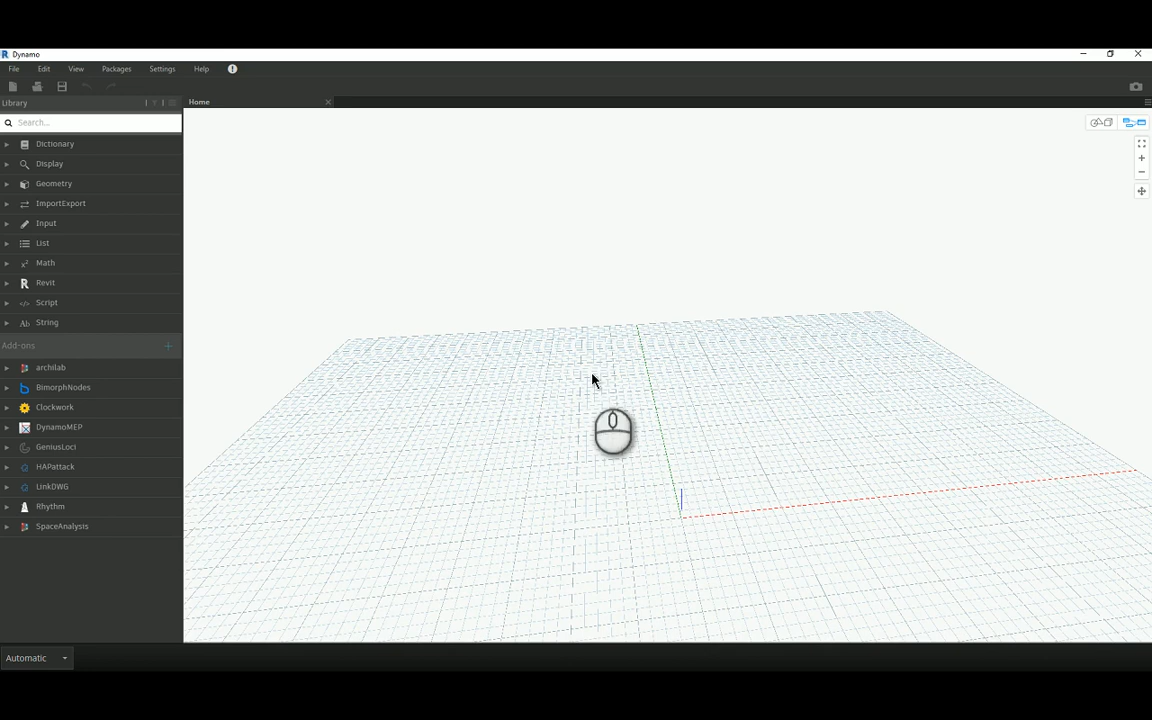 Dynamo
File Edit View Packages Settings Help
Library
Home
Search...
Dictionary
Display
Geometry
ImportExport
Input
List
Math
Revit
Script
String
Add-ons
archilab
BimorphNodes
Clockwork
DynamoMEP
GeniusLoci
HAPattack
LinkDWG
Rhythm
SpaceAnalysis
Automatic